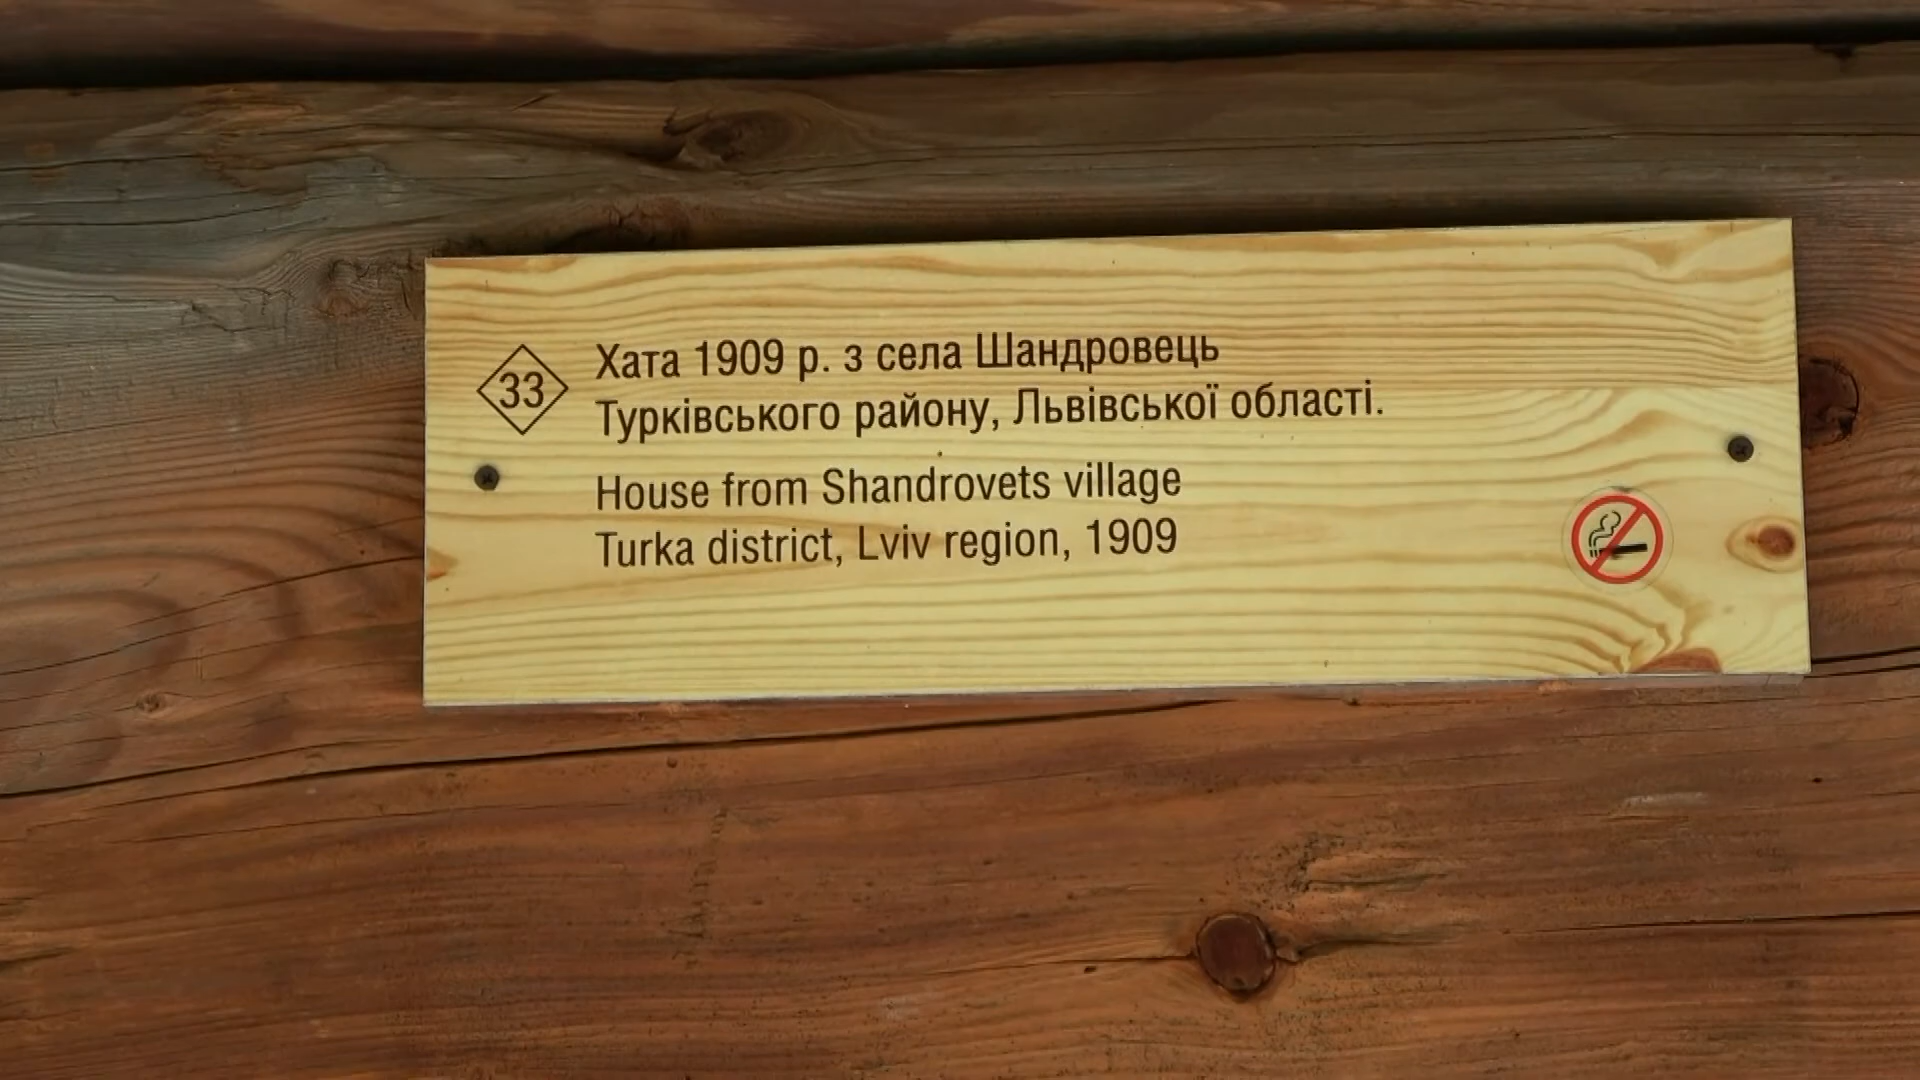 33
Хата 1909 р. з села Шандровець
Турківського району, Львівської області.
House from Shandrovets village
Turka district, Lviv region, 1909